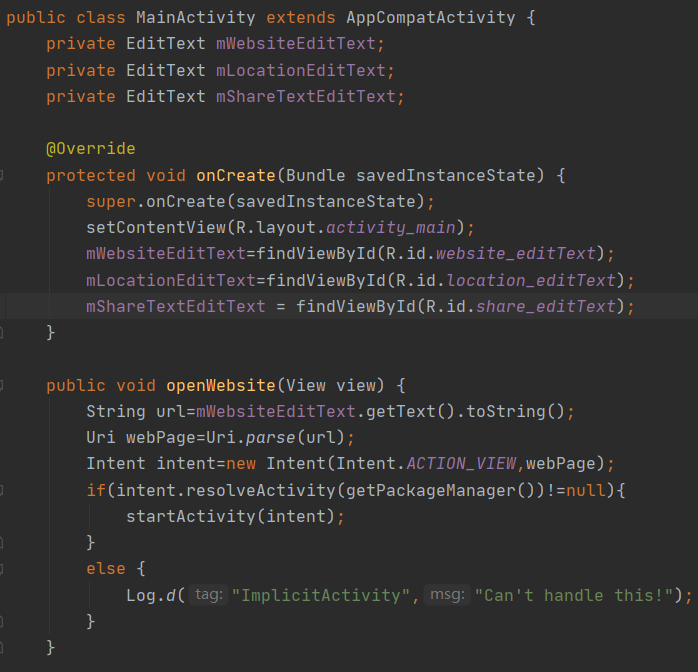 public class MainActivity extends AppCompatActivity {
    private EditText mWebsiteEditText;
    private EditText mLocationEditText;
    private EditText mShareTextEditText;

    @Override
    protected void onCreate(Bundle savedInstanceState) {
        super.onCreate(savedInstanceState);
        setContentView(R.layout.activity_main);
        mWebsiteEditText=findViewById(R.id.website_editText);
        mLocationEditText=findViewById(R.id.location_editText);
        mShareTextEditText = findViewById(R.id.share_editText);
    }

    public void openWebsite(View view) {
        String url=mWebsiteEditText.getText().toString();
        Uri webPage=Uri.parse(url);
        Intent intent=new Intent(Intent.ACTION_VIEW,webPage);
        if(intent.resolveActivity(getPackageManager())!=null){
            startActivity(intent);
        }
        else {
            Log.d( tag: "ImplicitActivity", msg: "Can't handle this!");
        }
    }